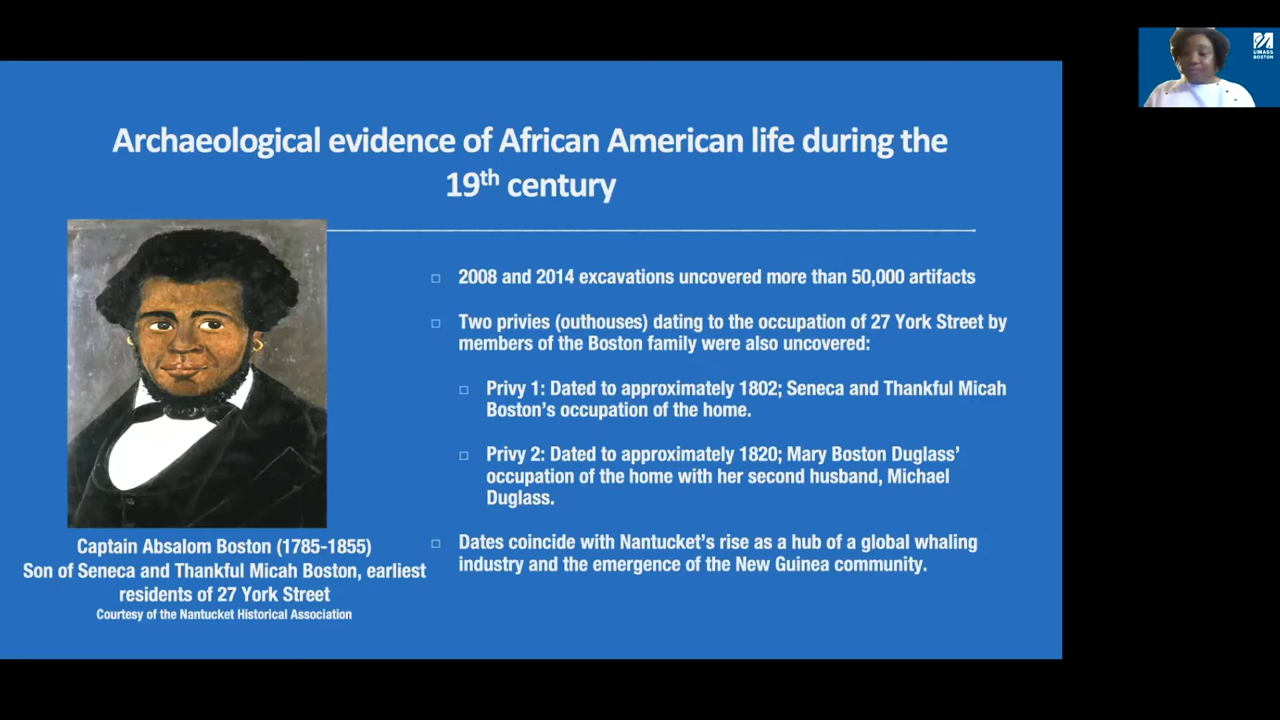 Archaeological evidence of African American life during the
19th century
2008 and 2014 excavations uncovered more than 50,000 artifacts
Two privies (outhouses) dating to the occupation of 27 York Street by
members of the Boston family were also uncovered:
Privy 1: Dated to approximately 1802; Seneca and Thankful Micah
Boston's occupation of the home.
Privy 2: Dated to approximately 1820; Mary Boston Duglass'
occupation of the home with her second husband, Michael
Duglass.
Dates coincide with Nantucket's rise as a hub of a global whaling
industry and the emergence of the New Guinea community.
Captain Absalom Boston (1785-1855)
Son of Seneca and Thankful Micah Boston, earliest
residents of 27 York Street
Courtesy of the Nantucket Historical Association
UMASS
BOSTON